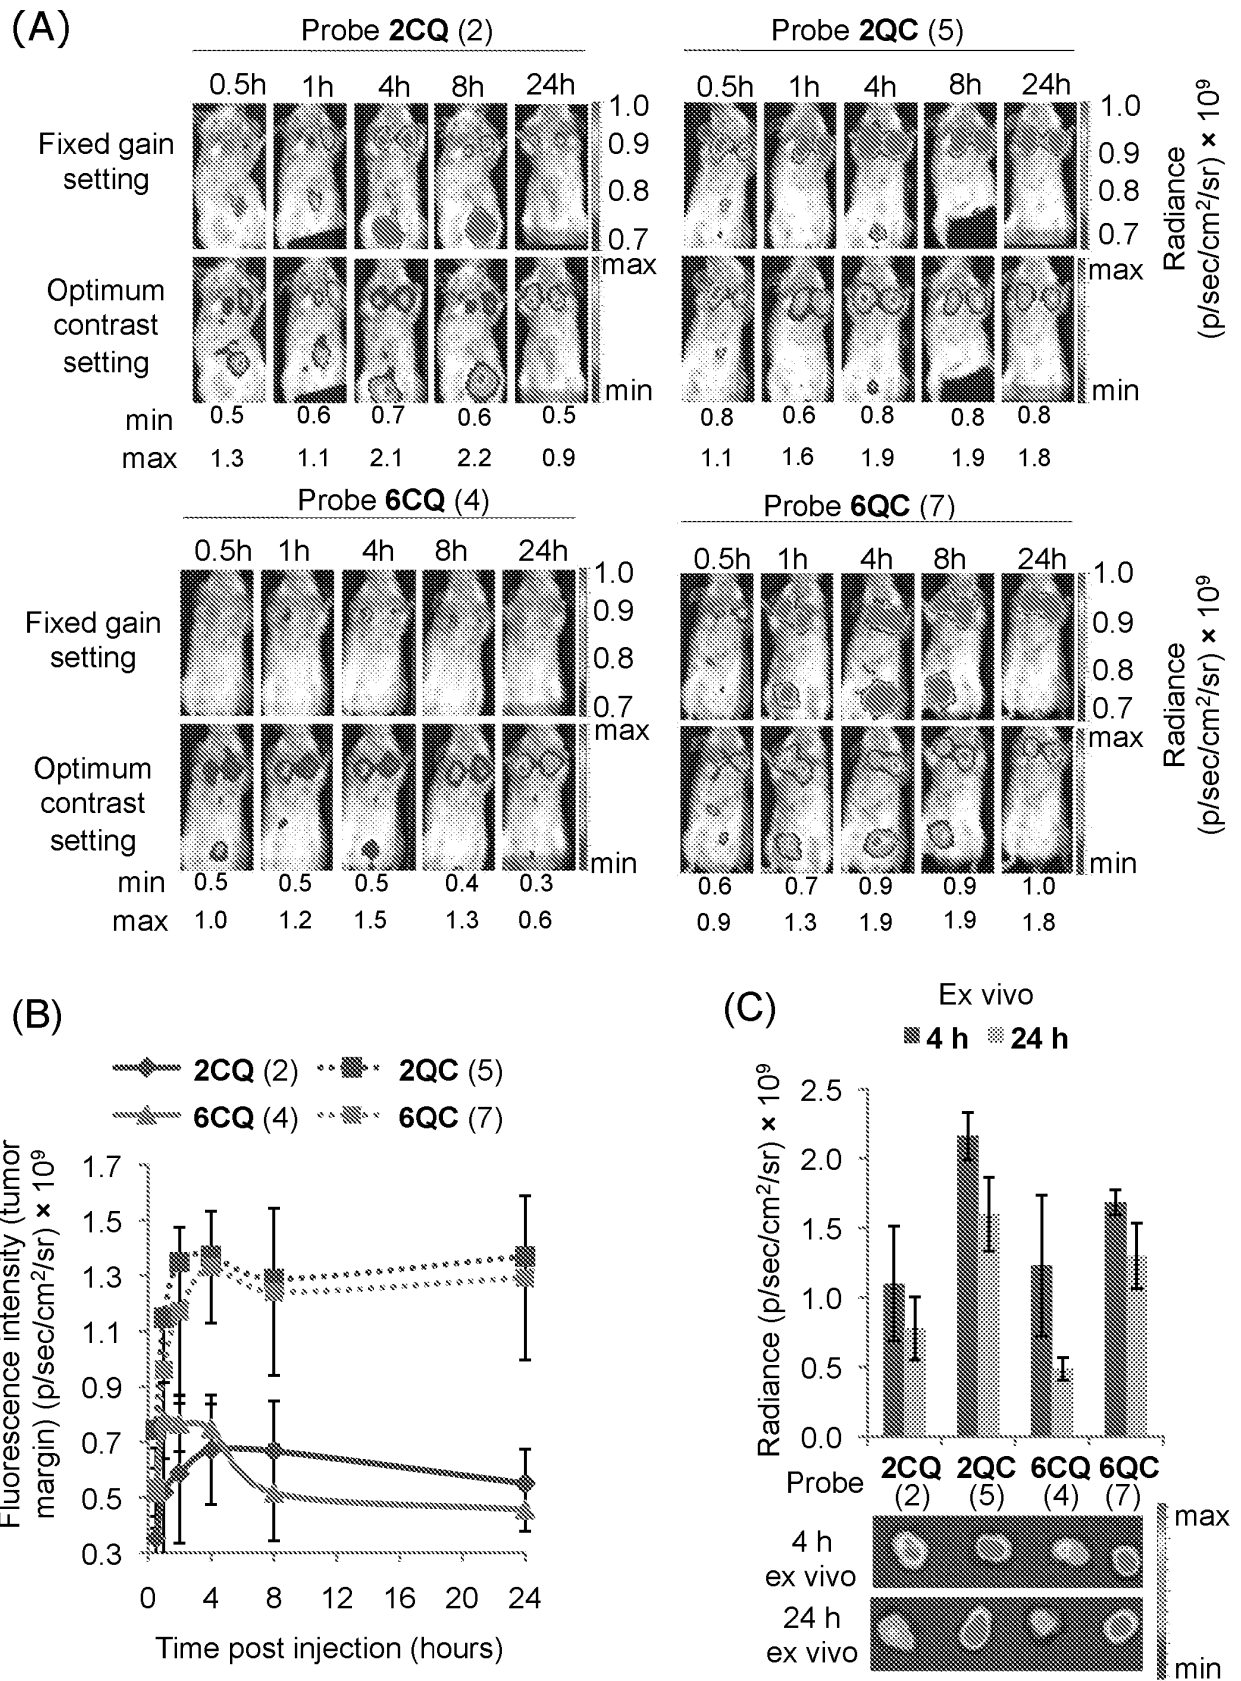 (A)
Probe 2CQ (2)
Probe 2QC (5)
0.5h 1h 4h 8h 24h
0.5h 1h 4h 8h 24h
Fixed gain
setting
1.0
0.9
0.8
0.7
1.0
0.9
0.8
0.7
Optimum
contrast
setting
max
min
max
min
Radiance
(p/sec/cm²/sr) × 10⁹
min 0.5 0.6 0.7 0.6 0.5
max 1.3 1.1 2.1 2.2 0.9
0.8 0.6 0.8 0.8 0.8
1.1 1.6 1.9 1.9 1.8
Probe 6CQ (4)
Probe 6QC (7)
0.5h 1h 4h 8h 24h
0.5h 1h 4h 8h 24h
Fixed gain
setting
1.0
0.9
0.8
0.7
1.0
0.9
0.8
0.7
Optimum
contrast
setting
max
min
max
min
Radiance
(p/sec/cm²/sr) × 10⁹
min 0.5 0.5 0.5 0.4 0.3
max 1.0 1.2 1.5 1.3 0.6
0.6 0.7 0.9 0.9 1.0
0.9 1.3 1.9 1.9 1.8
(B)
2CQ (2) 2QC (5)
6CQ (4) 6QC (7)
Fluorescence intensity (tumor
margin) (p/sec/cm²/sr) × 10⁹
1.7
1.5
1.3
1.1
0.9
0.7
0.5
0.3
0 4 8 12 16 20 24
Time post injection (hours)
(C)
Ex vivo
4 h 24 h
Radiance (p/sec/cm²/sr) × 10⁹
2.5
2.0
1.5
1.0
0.5
0.0
Probe
2CQ 2QC 6CQ 6QC
(2) (5) (4) (7)
4 h
ex vivo
24 h
ex vivo
max
min